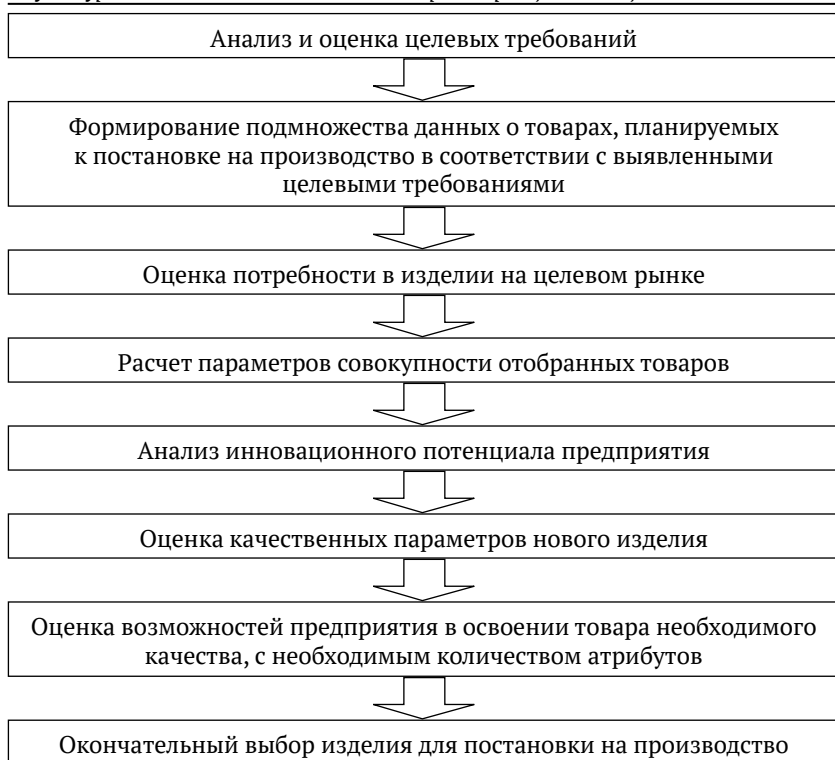 Анализ и оценка целевых требований
Формирование подмножества данных о товарах, планируемых
к постановке на производство в соответствии с выявленными
целевыми требованиями
Оценка потребности в изделии на целевом рынке
Расчет параметров совокупности отобранных товаров
Анализ инновационного потенциала предприятия
Оценка качественных параметров нового изделия
Оценка возможностей предприятия в освоении товара необходимого
качества, с необходимым количеством атрибутов
Окончательный выбор изделия для постановки на производство